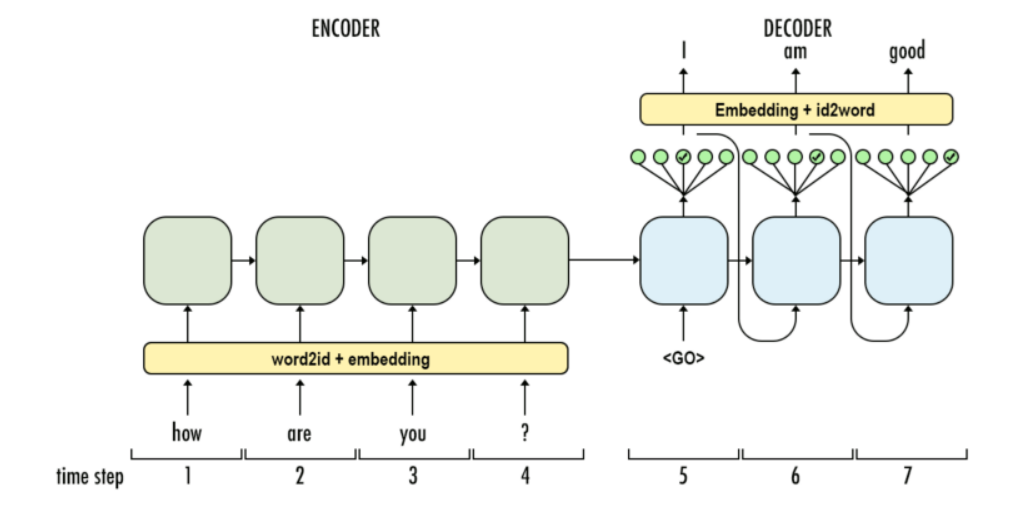 ENCODER
DECODER
I am good
Embedding + id2word
<GO>
word2id + embedding
how are you ?
time step 1 2 3 4 5 6 7